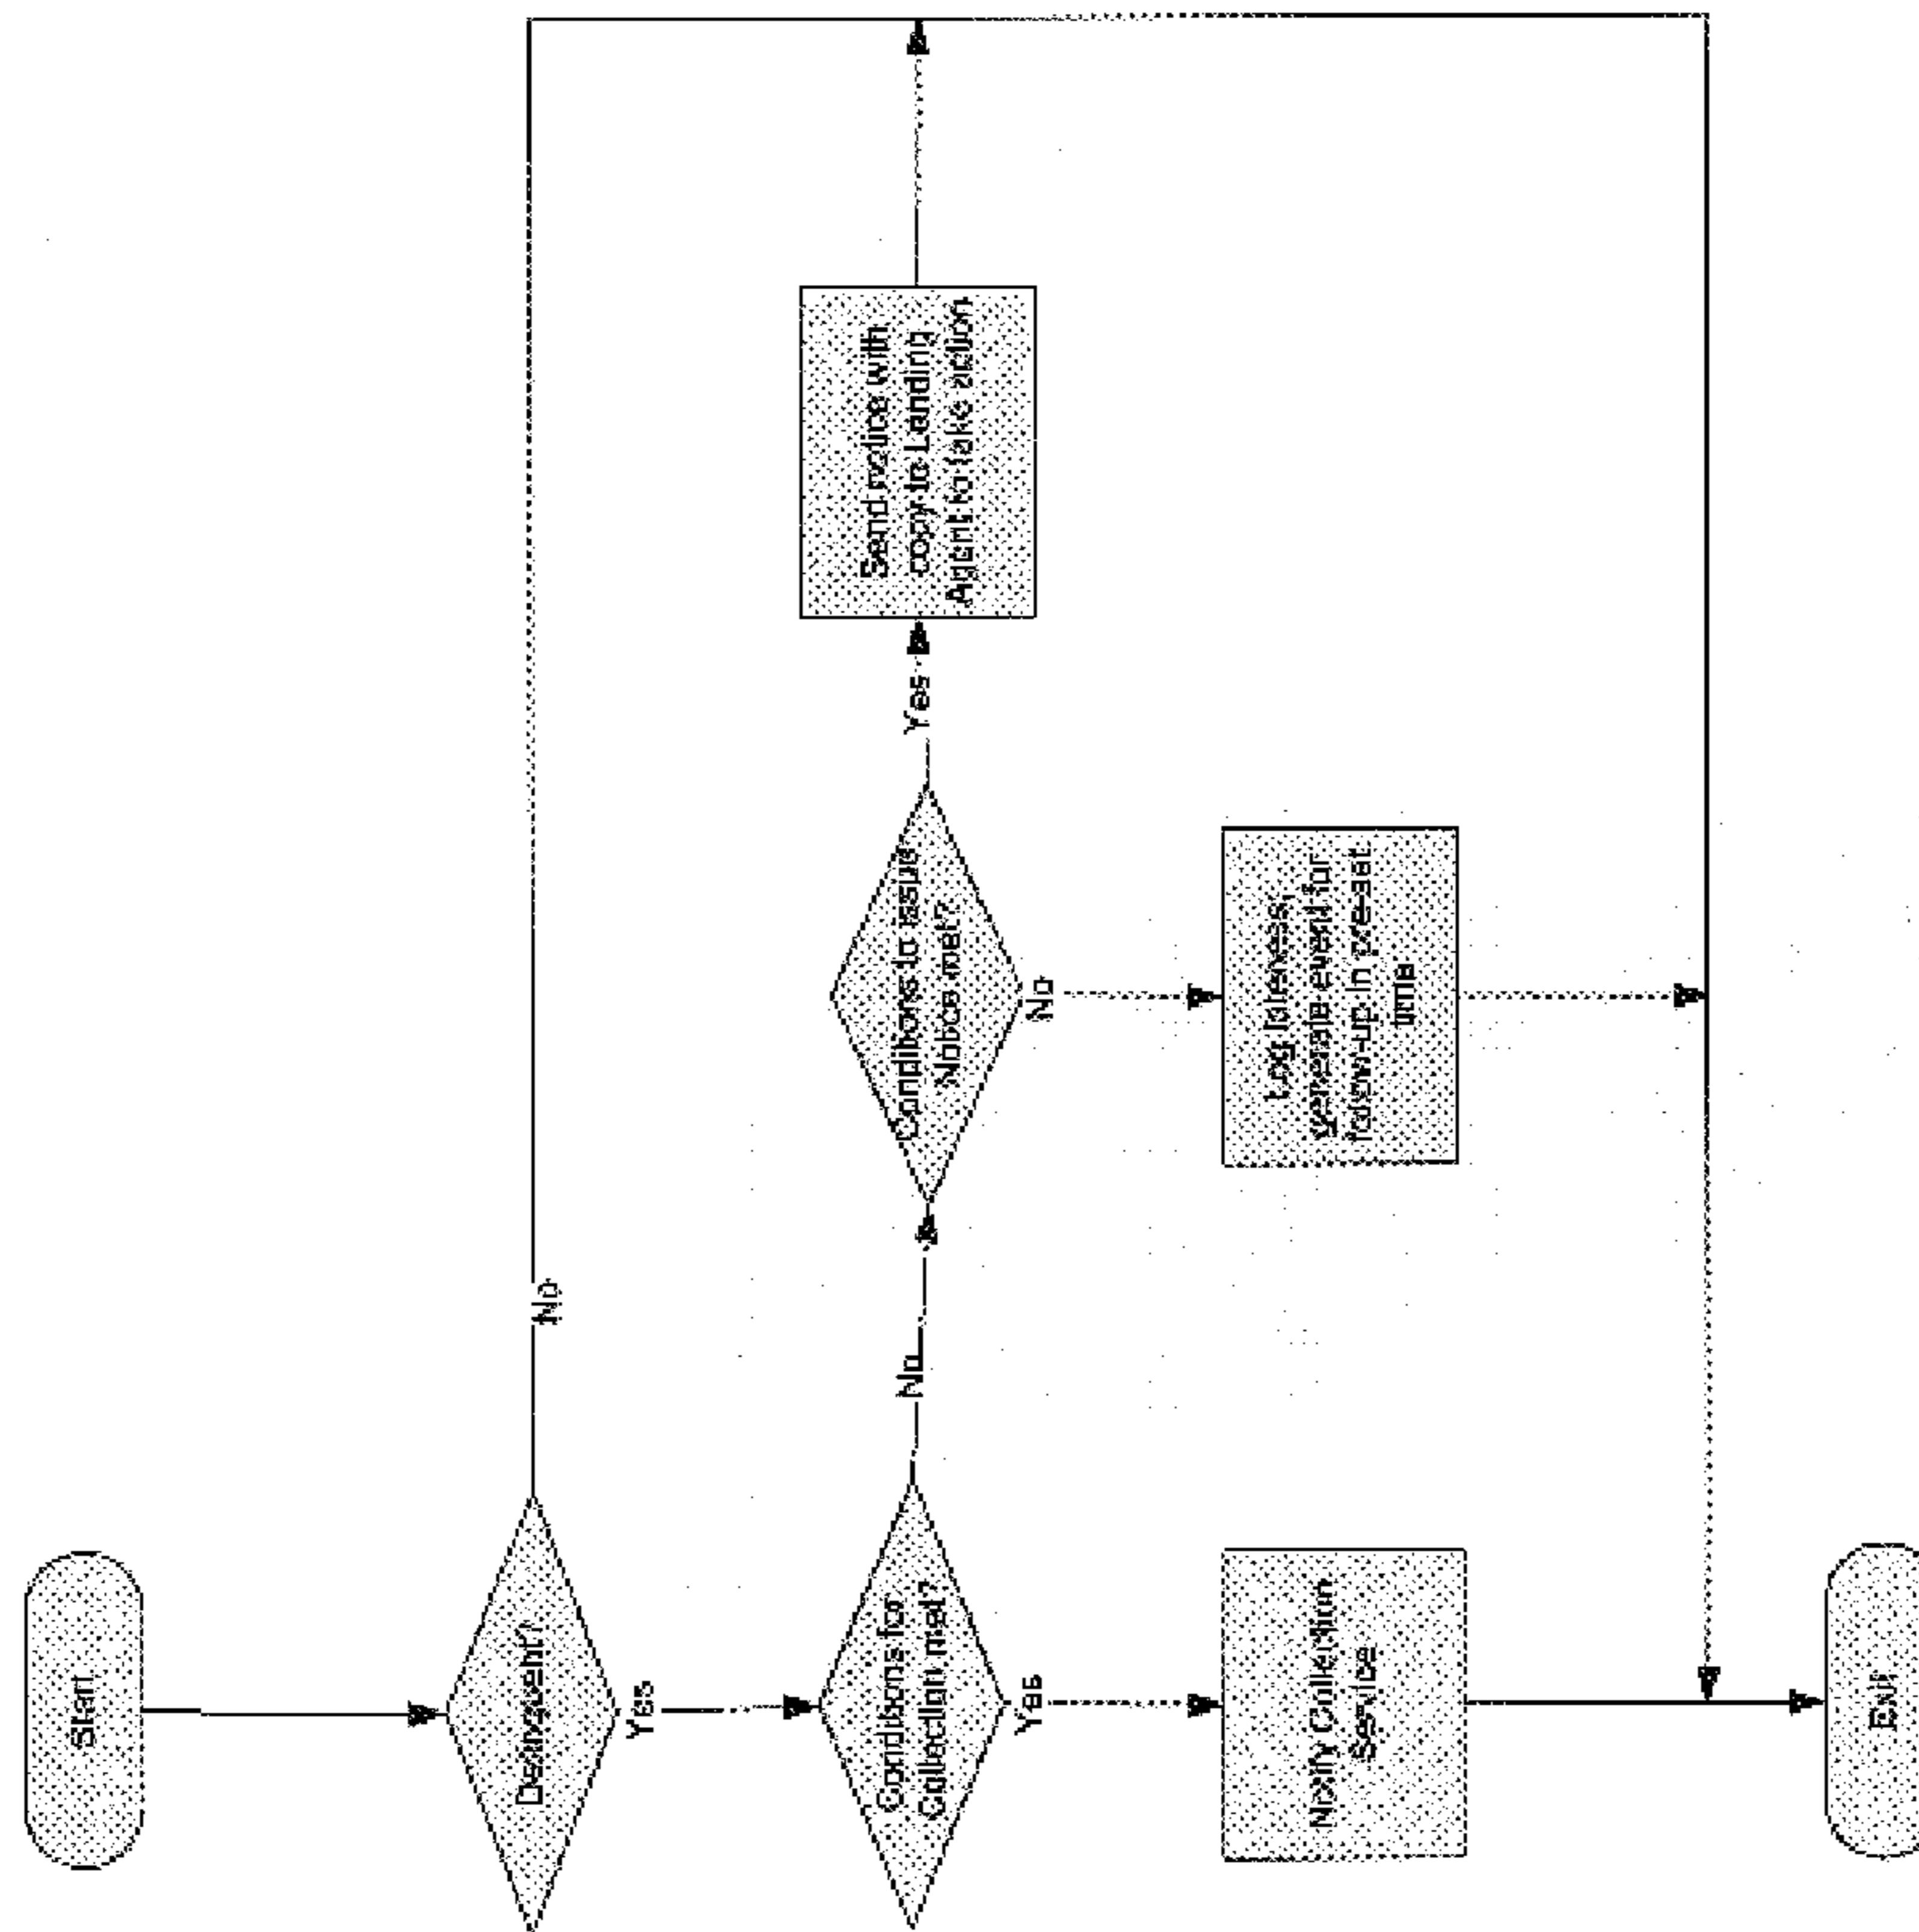 Start
Delinquent?
No
Yes
Conditions for
Collection met?
No
Yes
Conditions to issue
Notice met?
Yes
No
Send notice with
copy to Lending
Agent to take action
Log lateness,
generate event for
follow-up in pre-set
time
Notify Collection
Service
Exit